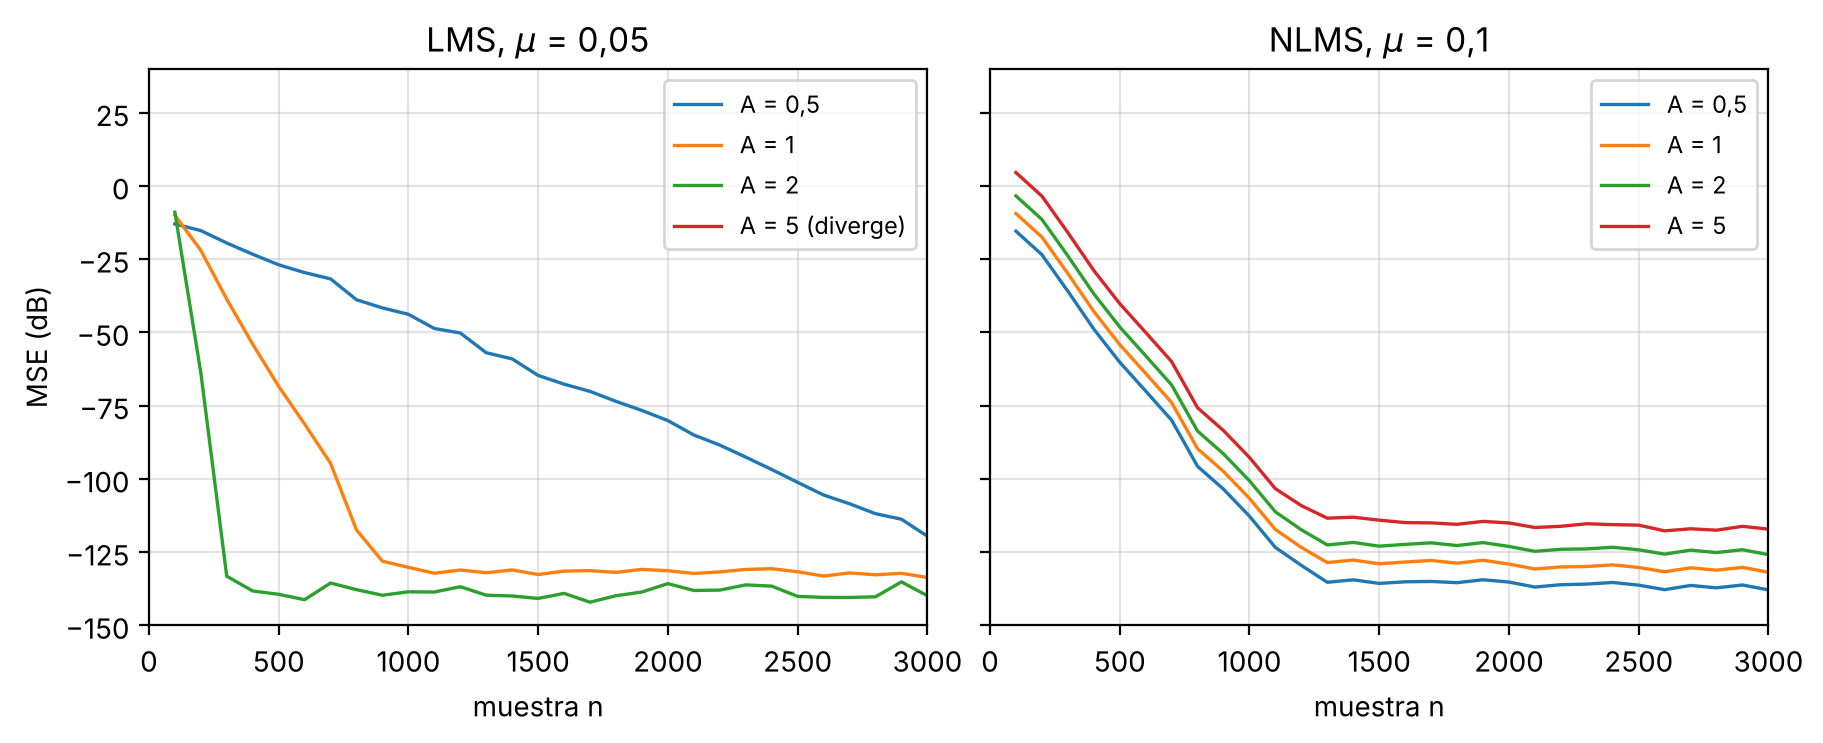 LMS, μ = 0,05
NLMS, μ = 0,1
MSE (dB)
25
0
−25
−50
−75
−100
−125
−150
A = 0,5
A = 1
A = 2
A = 5 (diverge)
0
500
1000
1500
2000
2500
3000
muestra n
A = 0,5
A = 1
A = 2
A = 5
0
500
1000
1500
2000
2500
3000
muestra n